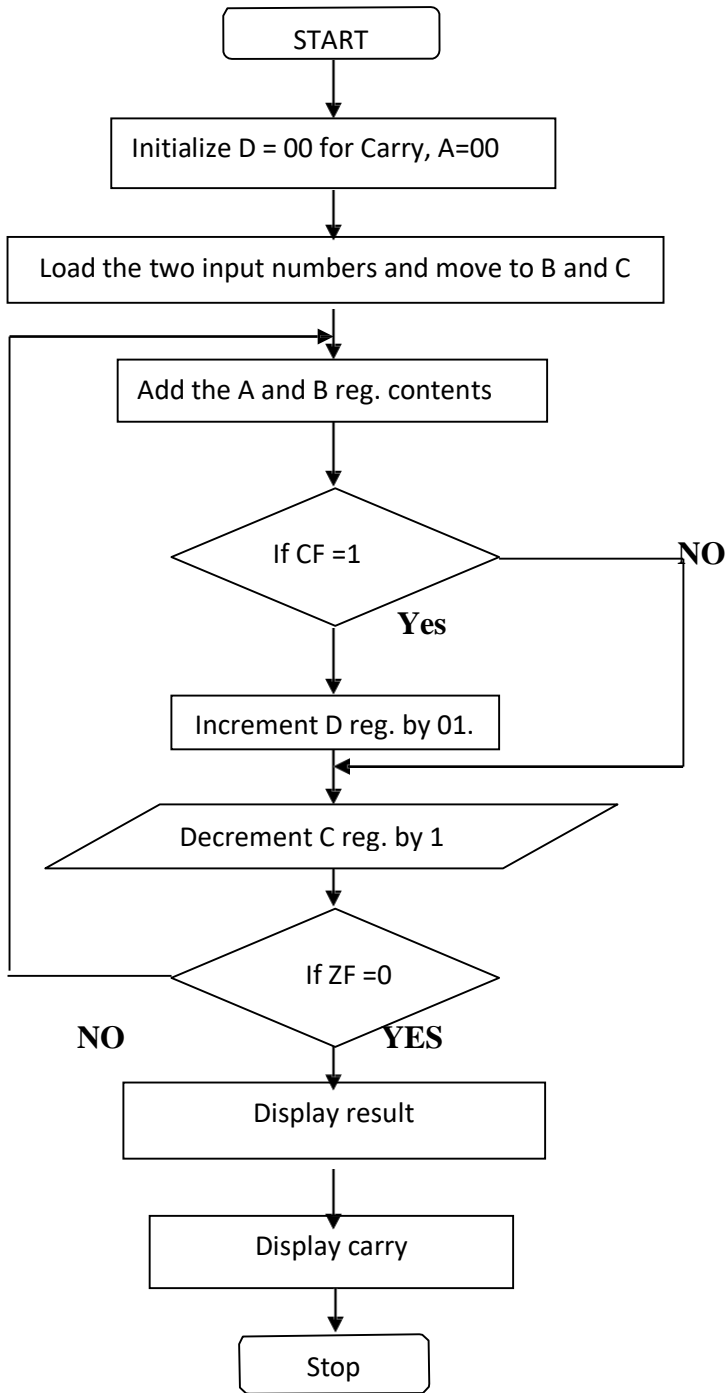 START
Initialize D = 00 for Carry, A=00
Load the two input numbers and move to B and C
Add the A and B reg. contents
If CF =1
NO
Yes
Increment D reg. by 01.
Decrement C reg. by 1
If ZF =0
NO
YES
Display result
Display carry
Stop